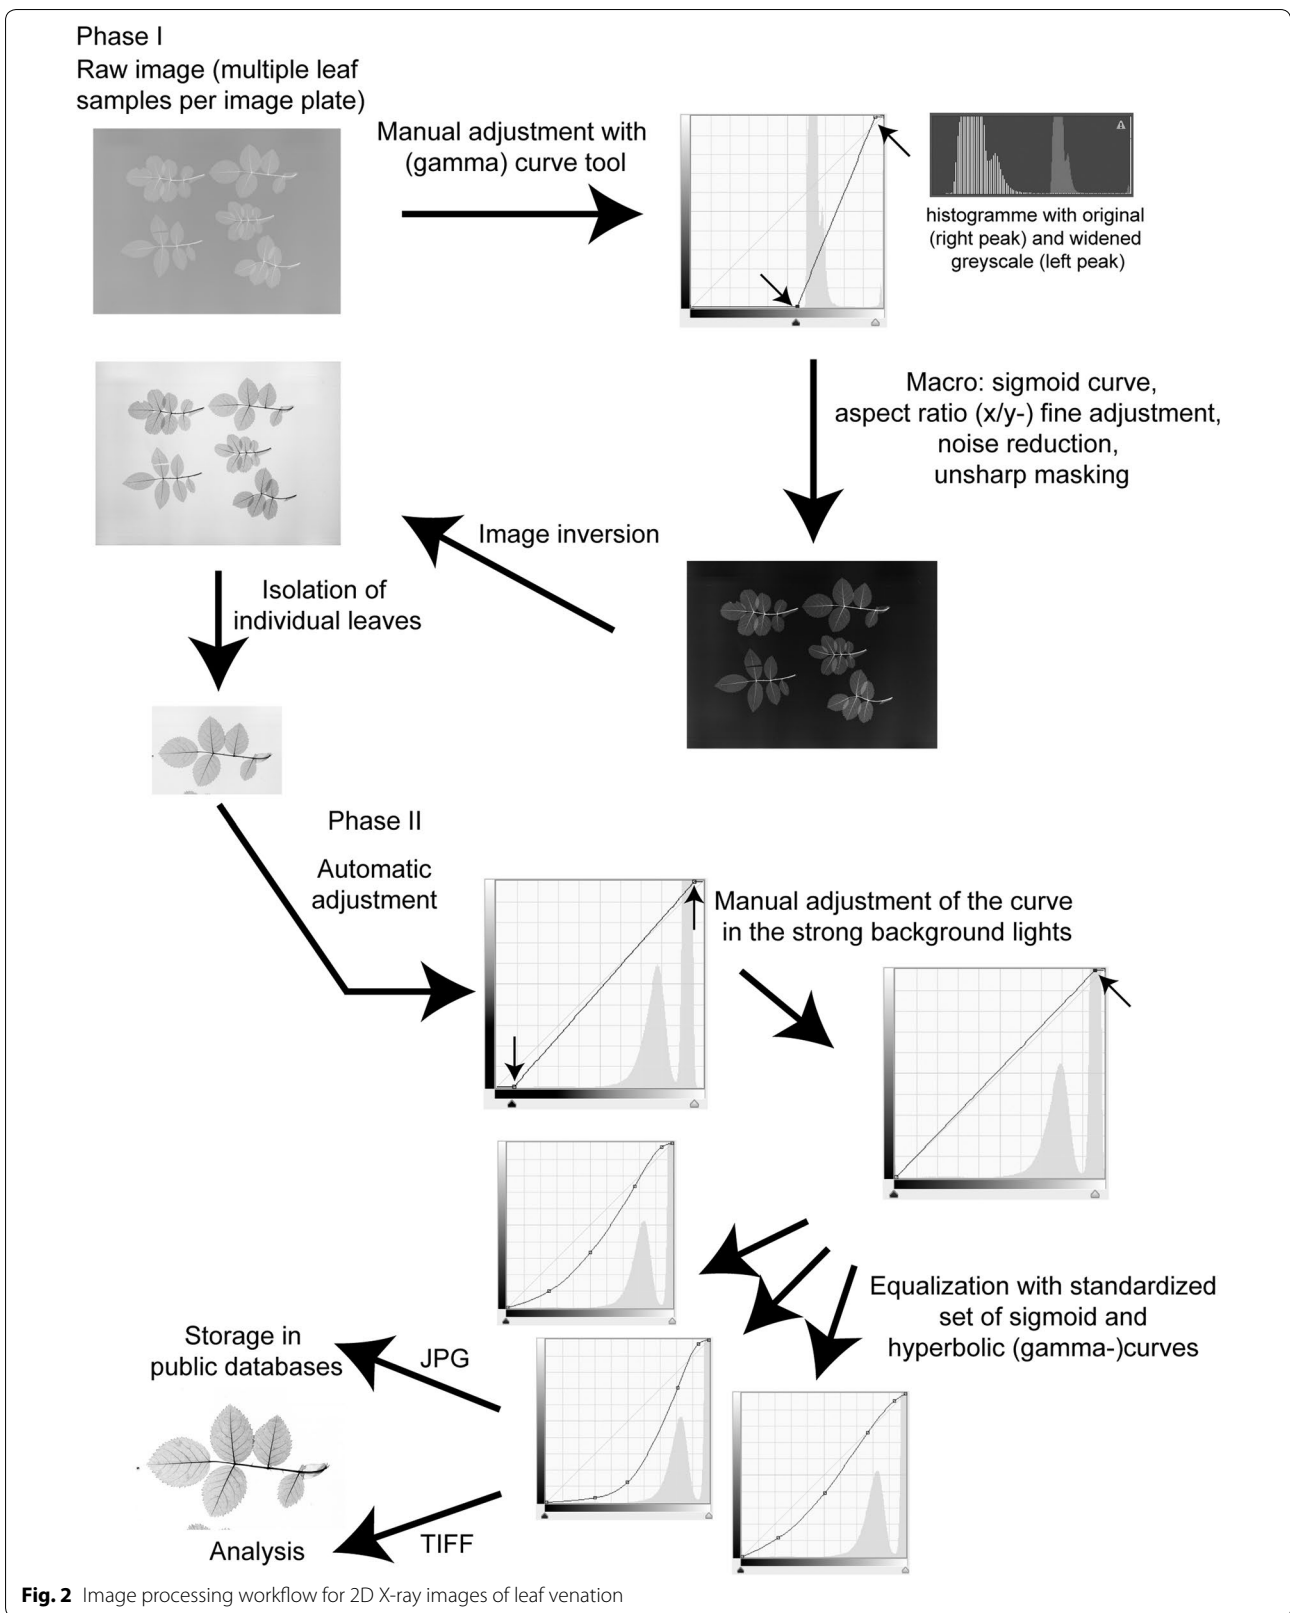 Phase I
Raw image (multiple leaf
samples per image plate)
Manual adjustment with
(gamma) curve tool
histogramme with original
(right peak) and widened
greyscale (left peak)
Macro: sigmoid curve,
aspect ratio (x/y-) fine adjustment,
noise reduction,
unsharp masking
Image inversion
Isolation of
individual leaves
Phase II
Automatic
adjustment
Manual adjustment of the curve
in the strong background lights
Equalization with standardized
set of sigmoid and
hyperbolic (gamma-)curves
Storage in
public databases
JPG
TIFF
Analysis
Fig. 2 Image processing workflow for 2D X-ray images of leaf venation